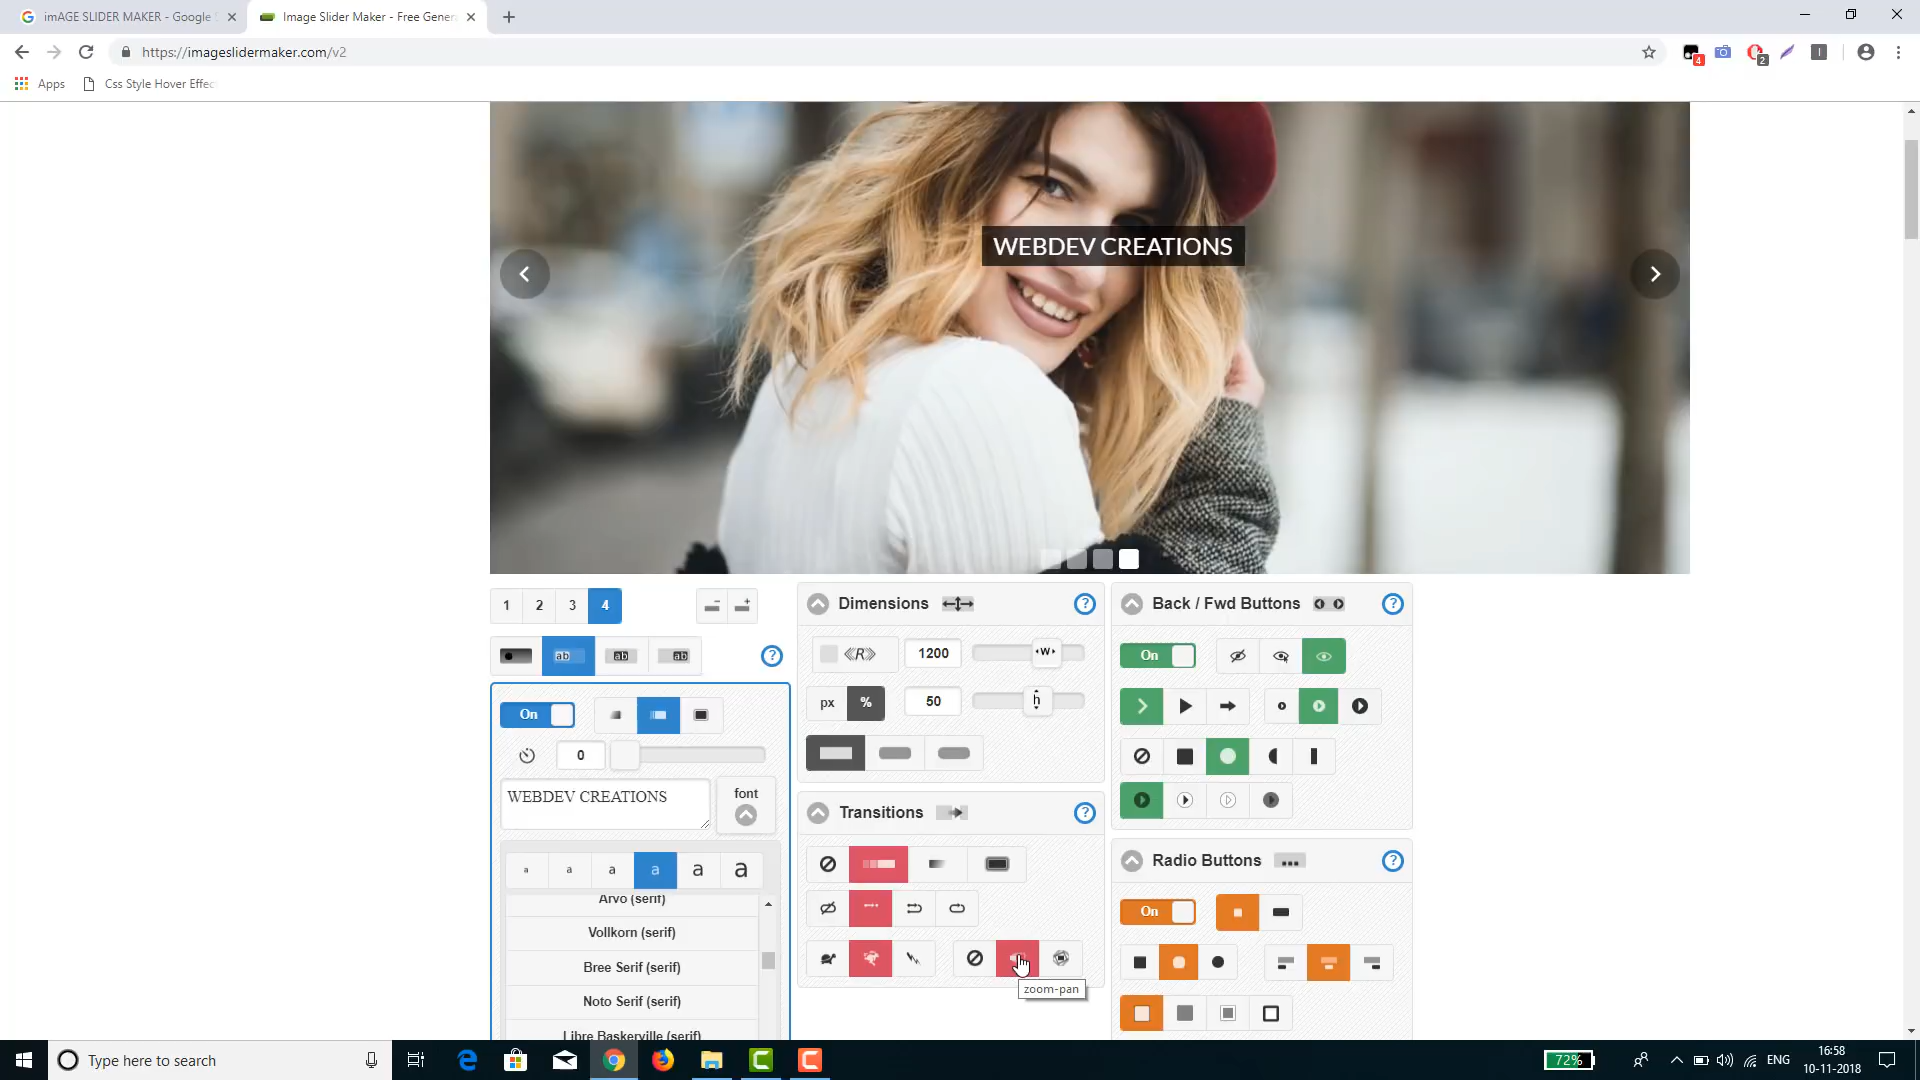 imAGE SLIDER MAKER - Google S
Image Slider Maker - Free Gener
https://imageslidermaker.com/v2
4
2
Apps
Css Style Hover Effec
WEBDEV CREATIONS
1
2
3
4
ab
ab
ab
On
0
WEBDEV CREATIONS
font
a
a
a
a
a
a
Arvo (serif)
Vollkorn (serif)
Bree Serif (serif)
Noto Serif (serif)
Libre Baskerville (serif)
Dimensions
?
R
1200
W
px
%
50
h
Transitions
?
zoom-pan
Back / Fwd Buttons
?
On
Radio Buttons
?
On
Type here to search
72%
ENG
16:58
10-11-2018